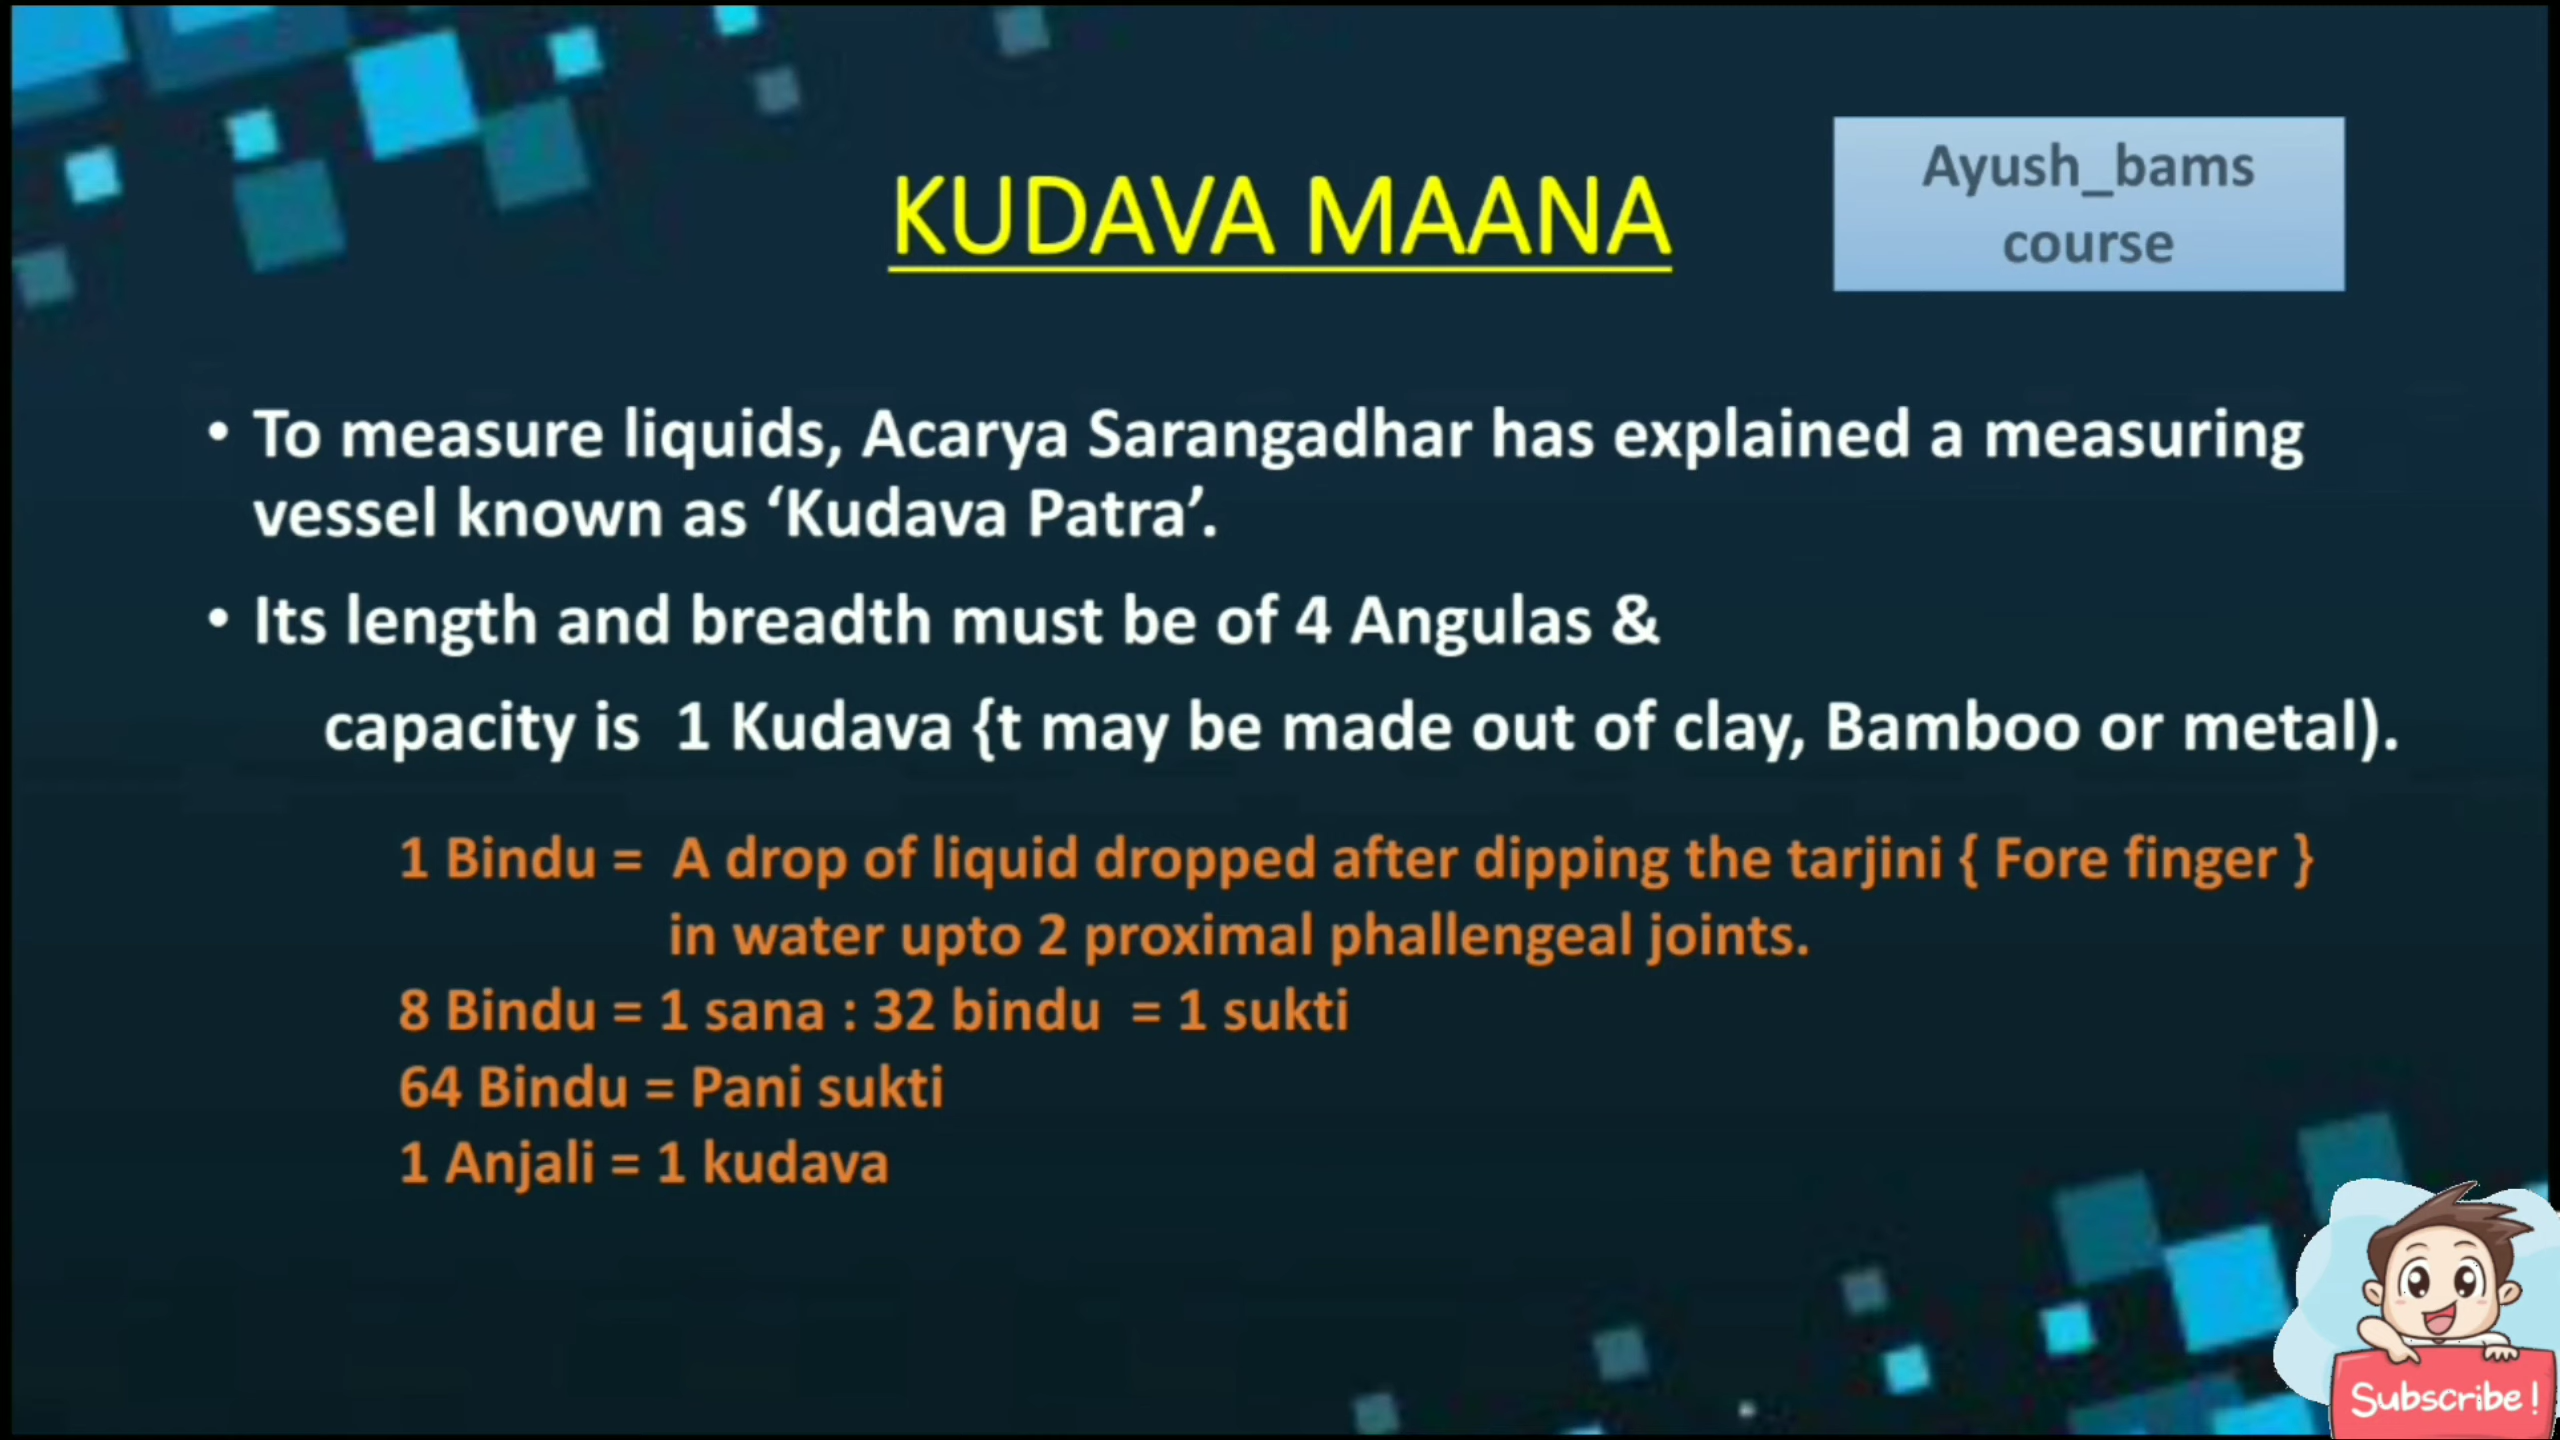 KUDAVA MAANA
Ayush_bams
course
• To measure liquids, Acarya Sarangadhar has explained a measuring
vessel known as ‘Kudava Patra’.
• Its length and breadth must be of 4 Angulas &
capacity is 1 Kudava {t may be made out of clay, Bamboo or metal).
1 Bindu = A drop of liquid dropped after dipping the tarjini { Fore finger }
in water upto 2 proximal phallengeal joints.
8 Bindu = 1 sana : 32 bindu = 1 sukti
64 Bindu = Pani sukti
1 Anjali = 1 kudava
Subscribe!